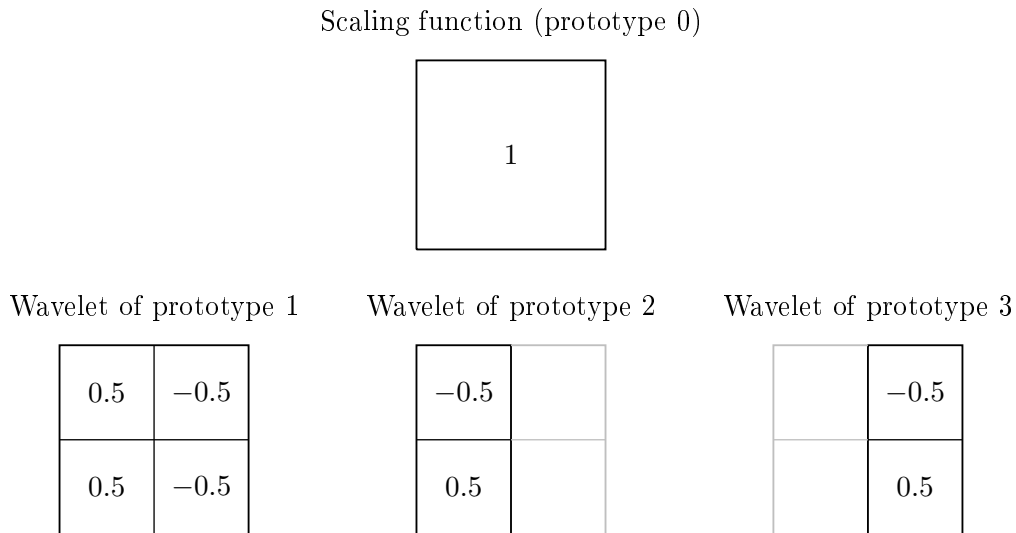 Scaling function (prototype 0)
1
Wavelet of prototype 1 Wavelet of prototype 2 Wavelet of prototype 3
0.5 −0.5 −0.5 −0.5
0.5 −0.5 0.5 0.5